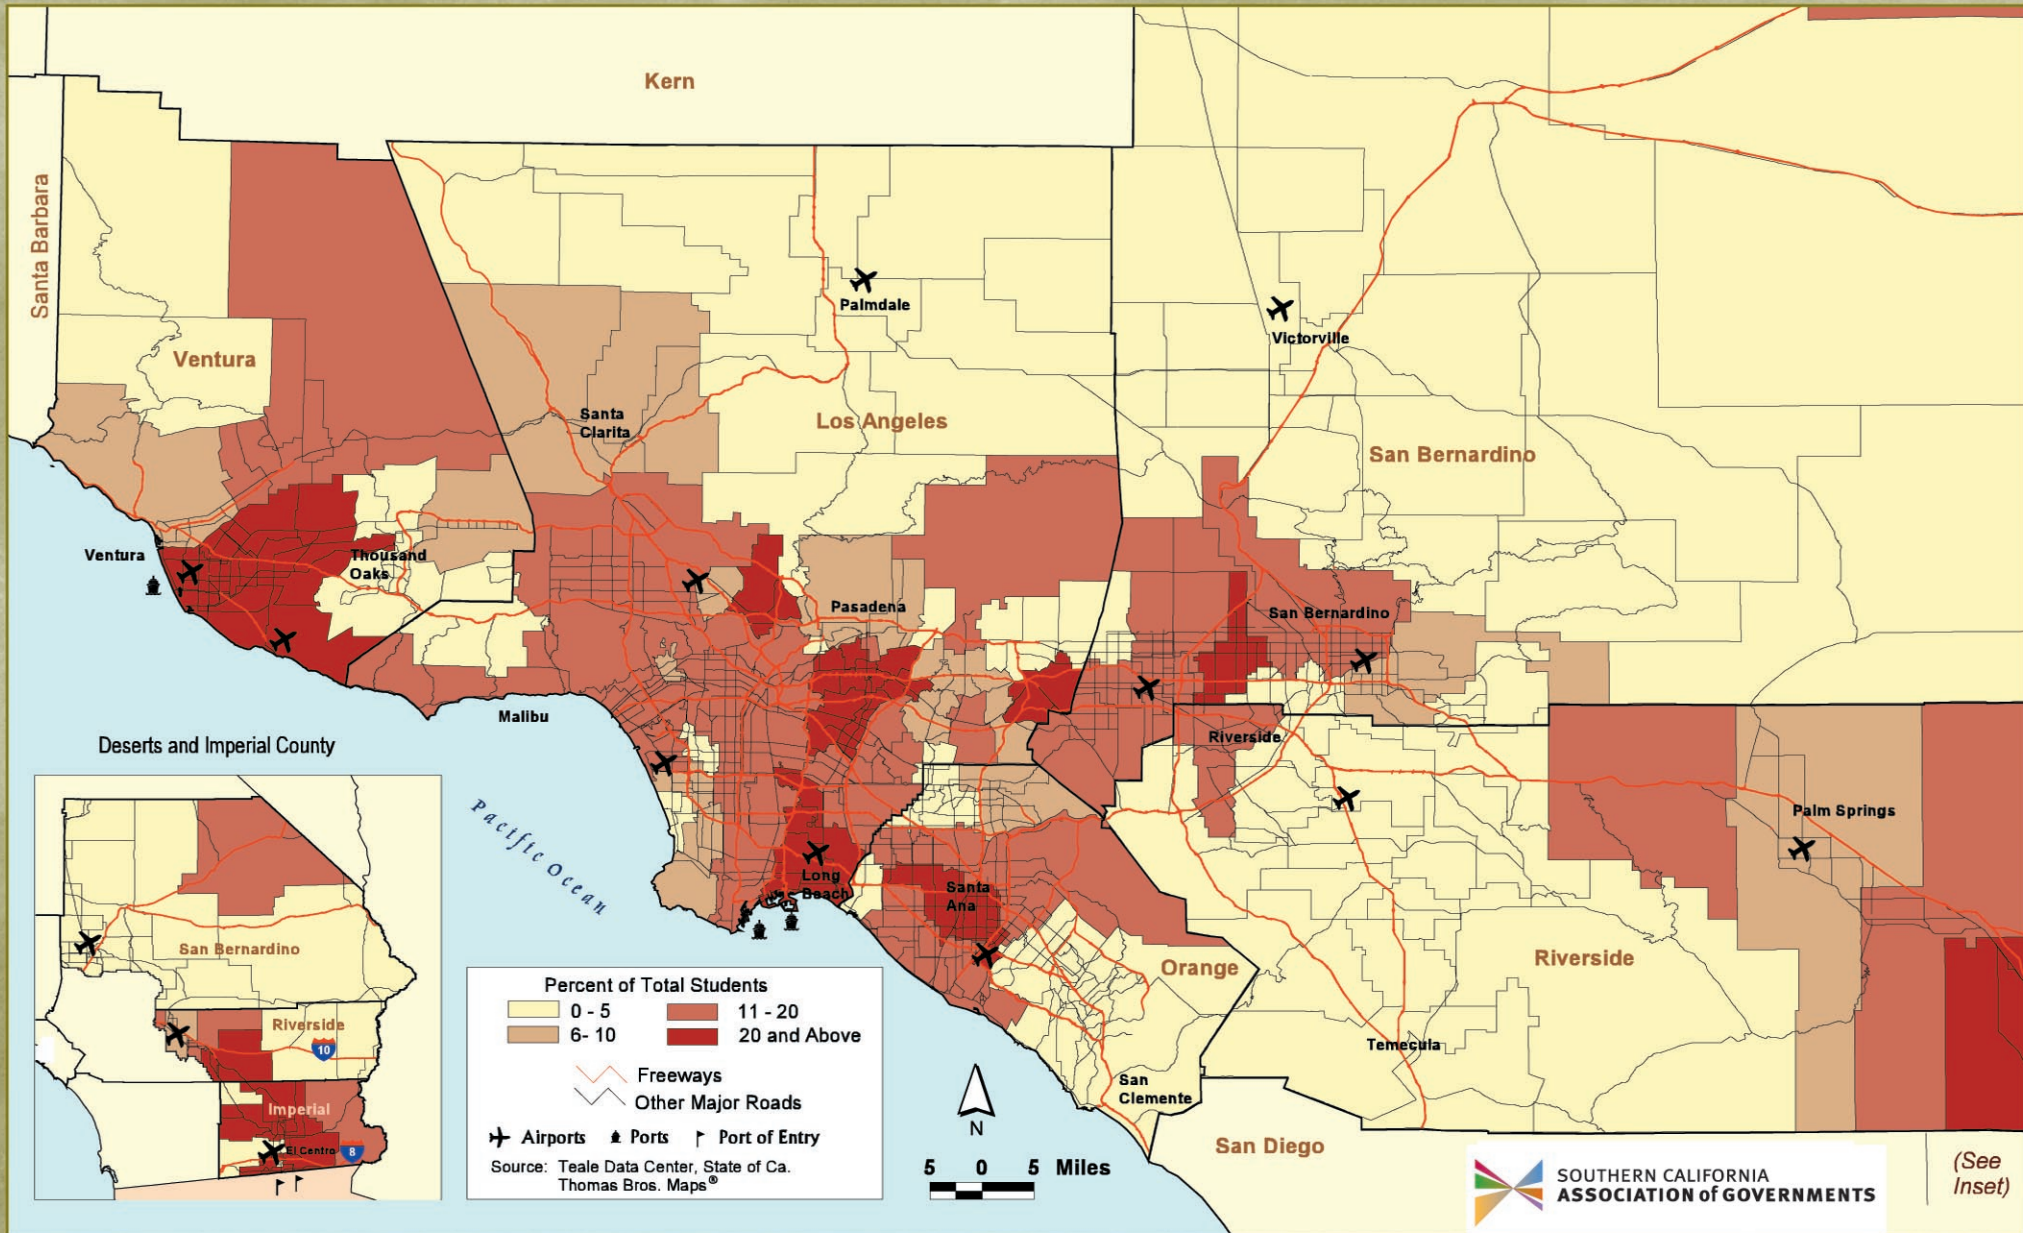 Kern
Santa Barbara
Ventura
Palmdale
Victorville
Santa
Clarita
Los Angeles
San Bernardino
Ventura
Thousand
Oaks
Pasadena
San Bernardino
Malibu
Riverside
Palm Springs
Pacific Ocean
Long
Beach
Santa
Ana
Orange
Riverside
Temecula
San
Clemente
San Diego
(See
Inset)
Deserts and Imperial County
San Bernardino
Riverside
10
Imperial
El Centro
8
Percent of Total Students
0 - 5
11 - 20
6- 10
20 and Above
Freeways
Other Major Roads
Airports
Ports
Port of Entry
Source: Teale Data Center, State of Ca.
Thomas Bros. Maps®
N
5 0 5 Miles
SOUTHERN CALIFORNIA
ASSOCIATION of GOVERNMENTS